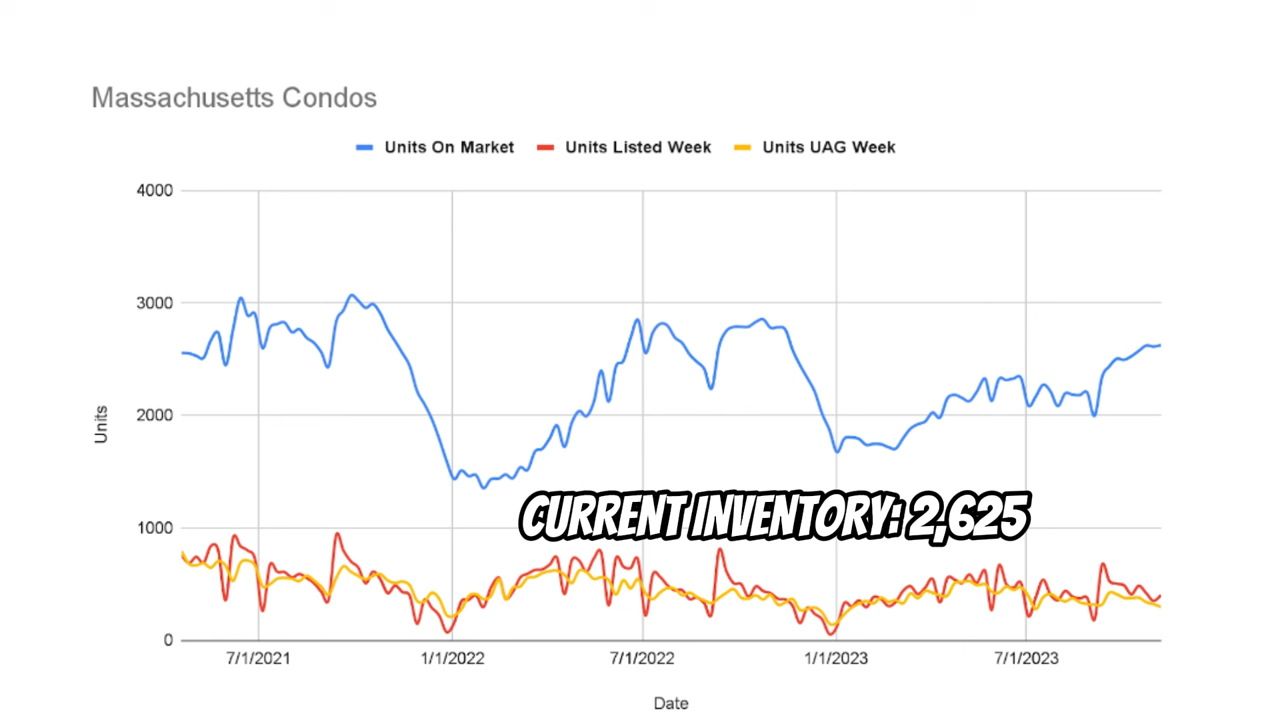 Massachusetts Condos
Units On Market Units Listed Week Units UAG Week
4000
3000
2000
1000
0
Units
CURRENT INVENTORY: 2,625
7/1/2021 1/1/2022 7/1/2022 1/1/2023 7/1/2023
Date